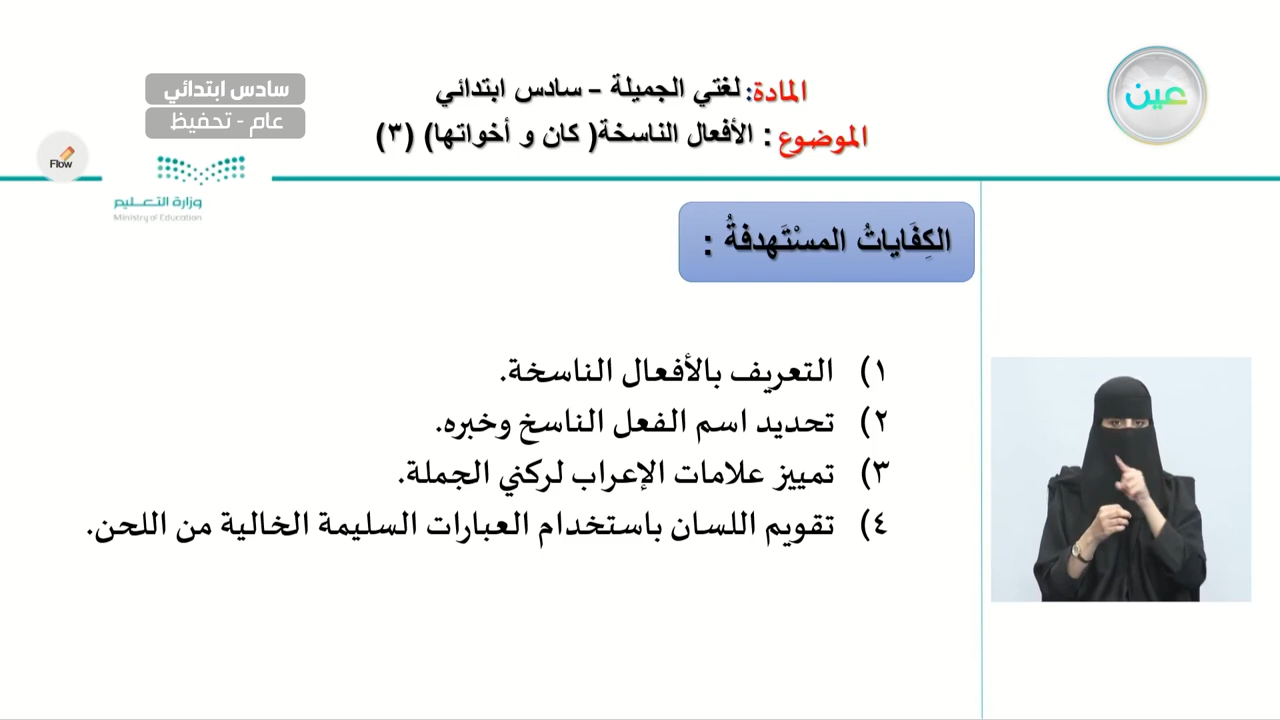 المادة: لغتي الجميلة – سادس ابتدائي
الموضوع : الأفعال الناسخة( كان و أخواتها) (٣)
عين
سادس ابتدائي
عام - تحفيظ
Flow
وزارة التعـليم
Ministry of Education
الكِفَاياتُ المسْتَهدفةُ :
١) التعريف بالأفعال الناسخة.
٢) تحديد اسم الفعل الناسخ وخبره.
٣) تمييز علامات الإعراب لركني الجملة.
٤) تقويم اللسان باستخدام العبارات السليمة الخالية من اللحن.